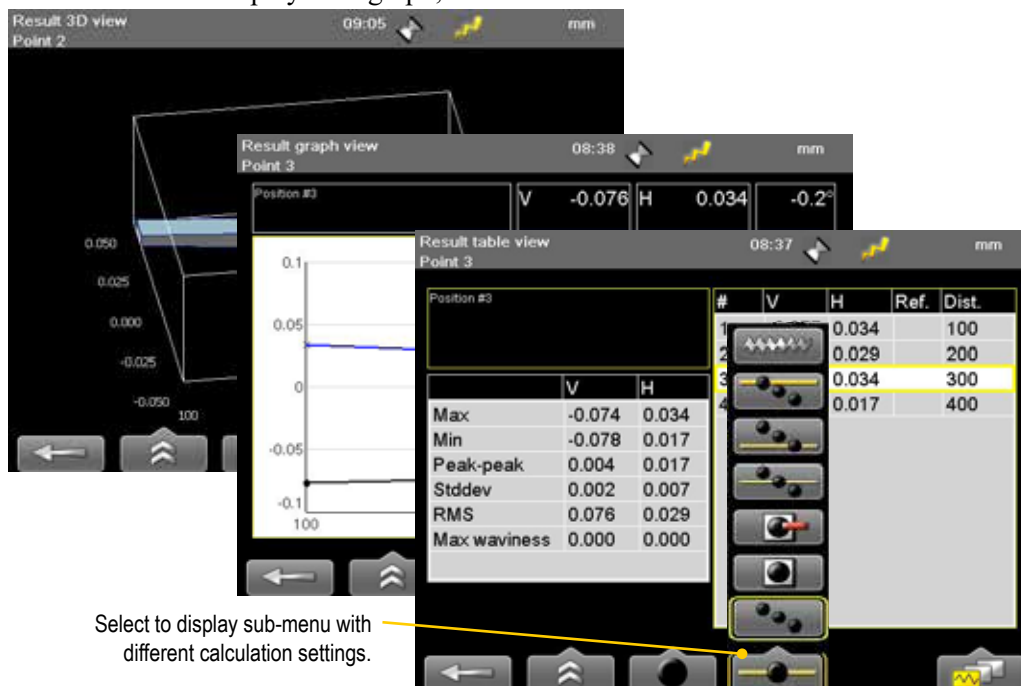 Result 3D view 09:05 mm
Point 2
0.050
0.025
0.000
-0.025
-0.050
100
Result graph view 08:38 mm
Point 3
Position #3 V -0.076 H 0.034 -0.2°
0.1
0.05
0
-0.05
-0.1
100
Result table view 08:37 mm
Point 3
Position #3
# V H Ref. Dist.
1 0.034 100
2 0.029 200
3 0.034 300
4 0.017 400
V H
Max -0.074 0.034
Min -0.078 0.017
Peak-peak 0.004 0.017
Stddev 0.002 0.007
RMS 0.076 0.029
Max waviness 0.000 0.000
Select to display sub-menu with
different calculation settings.